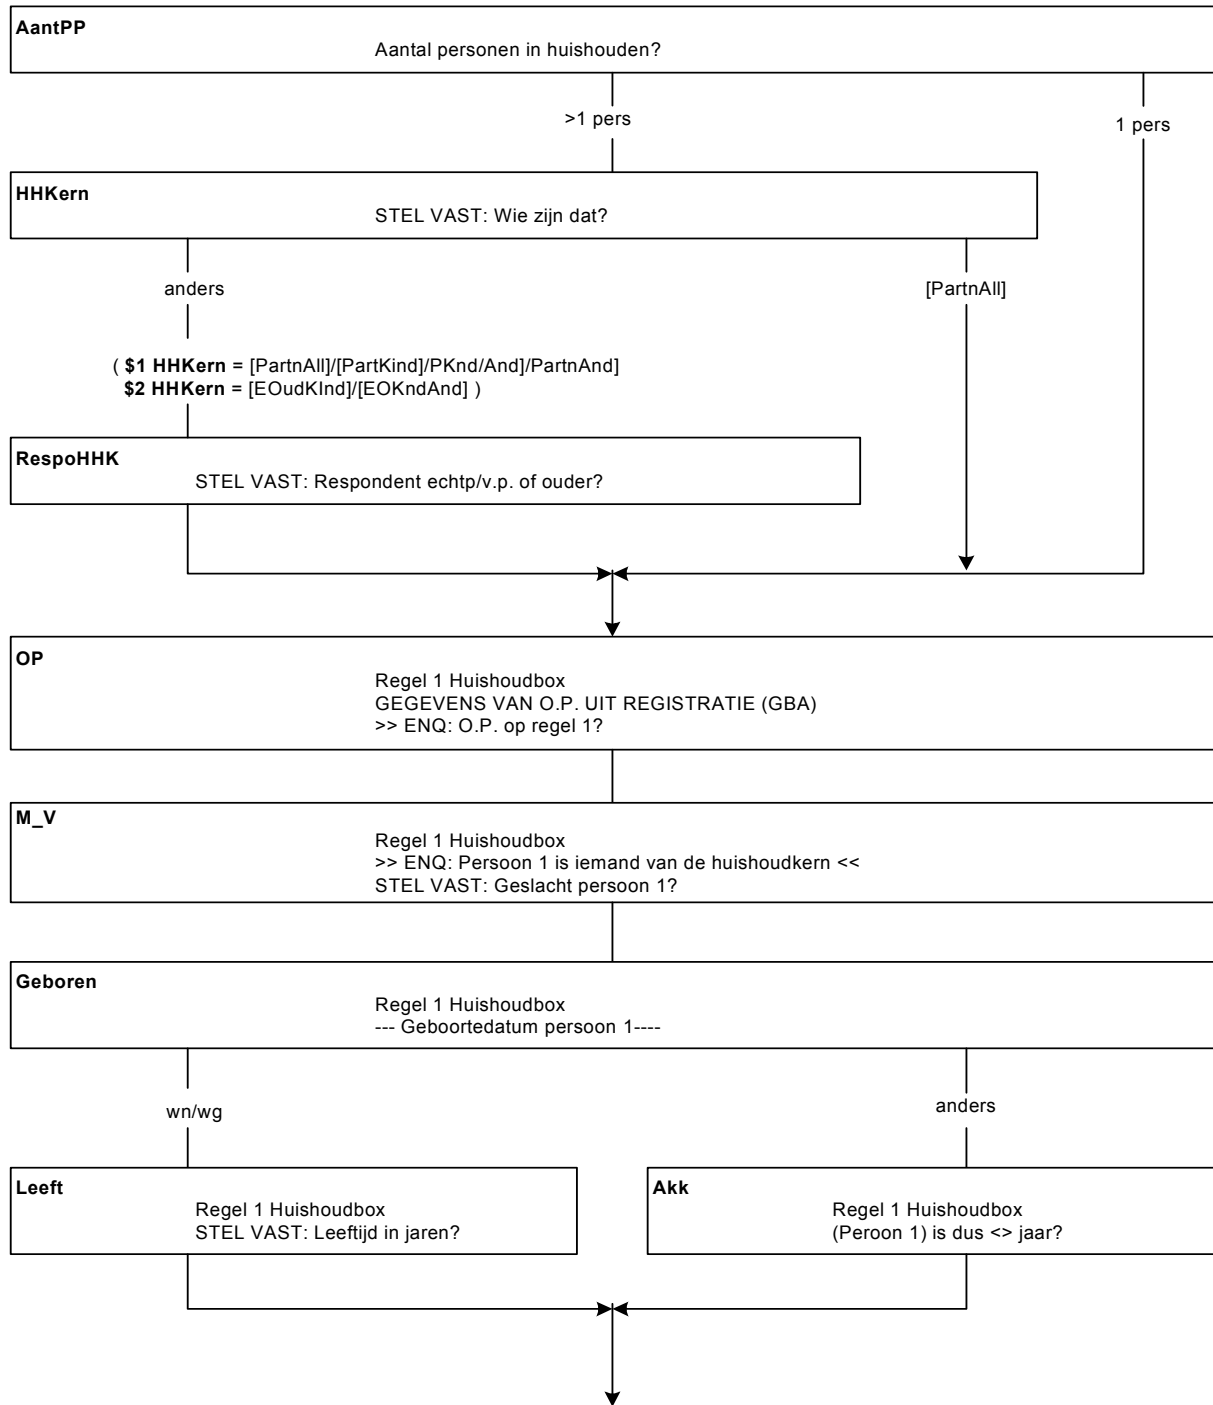 AantPP
Aantal personen in huishouden?
>1 pers
1 pers
HHKern
STEL VAST: Wie zijn dat?
anders
[PartnAll]
( $1 HHKern = [PartnAll]/[PartKind]/PKnd/And]/PartnAnd]
$2 HHKern = [EOudKInd]/[EOKndAnd] )
RespoHHK
STEL VAST: Respondent echtp/v.p. of ouder?
OP
Regel 1 Huishoudbox
GEGEVENS VAN O.P. UIT REGISTRATIE (GBA)
>> ENQ: O.P. op regel 1?
M_V
Regel 1 Huishoudbox
>> ENQ: Persoon 1 is iemand van de huishoudkern <<
STEL VAST: Geslacht persoon 1?
Geboren
Regel 1 Huishoudbox
--- Geboortedatum persoon 1----
wn/wg
anders
Leeft
Regel 1 Huishoudbox
STEL VAST: Leeftijd in jaren?
Akk
Regel 1 Huishoudbox
(Peroon 1) is dus <> jaar?